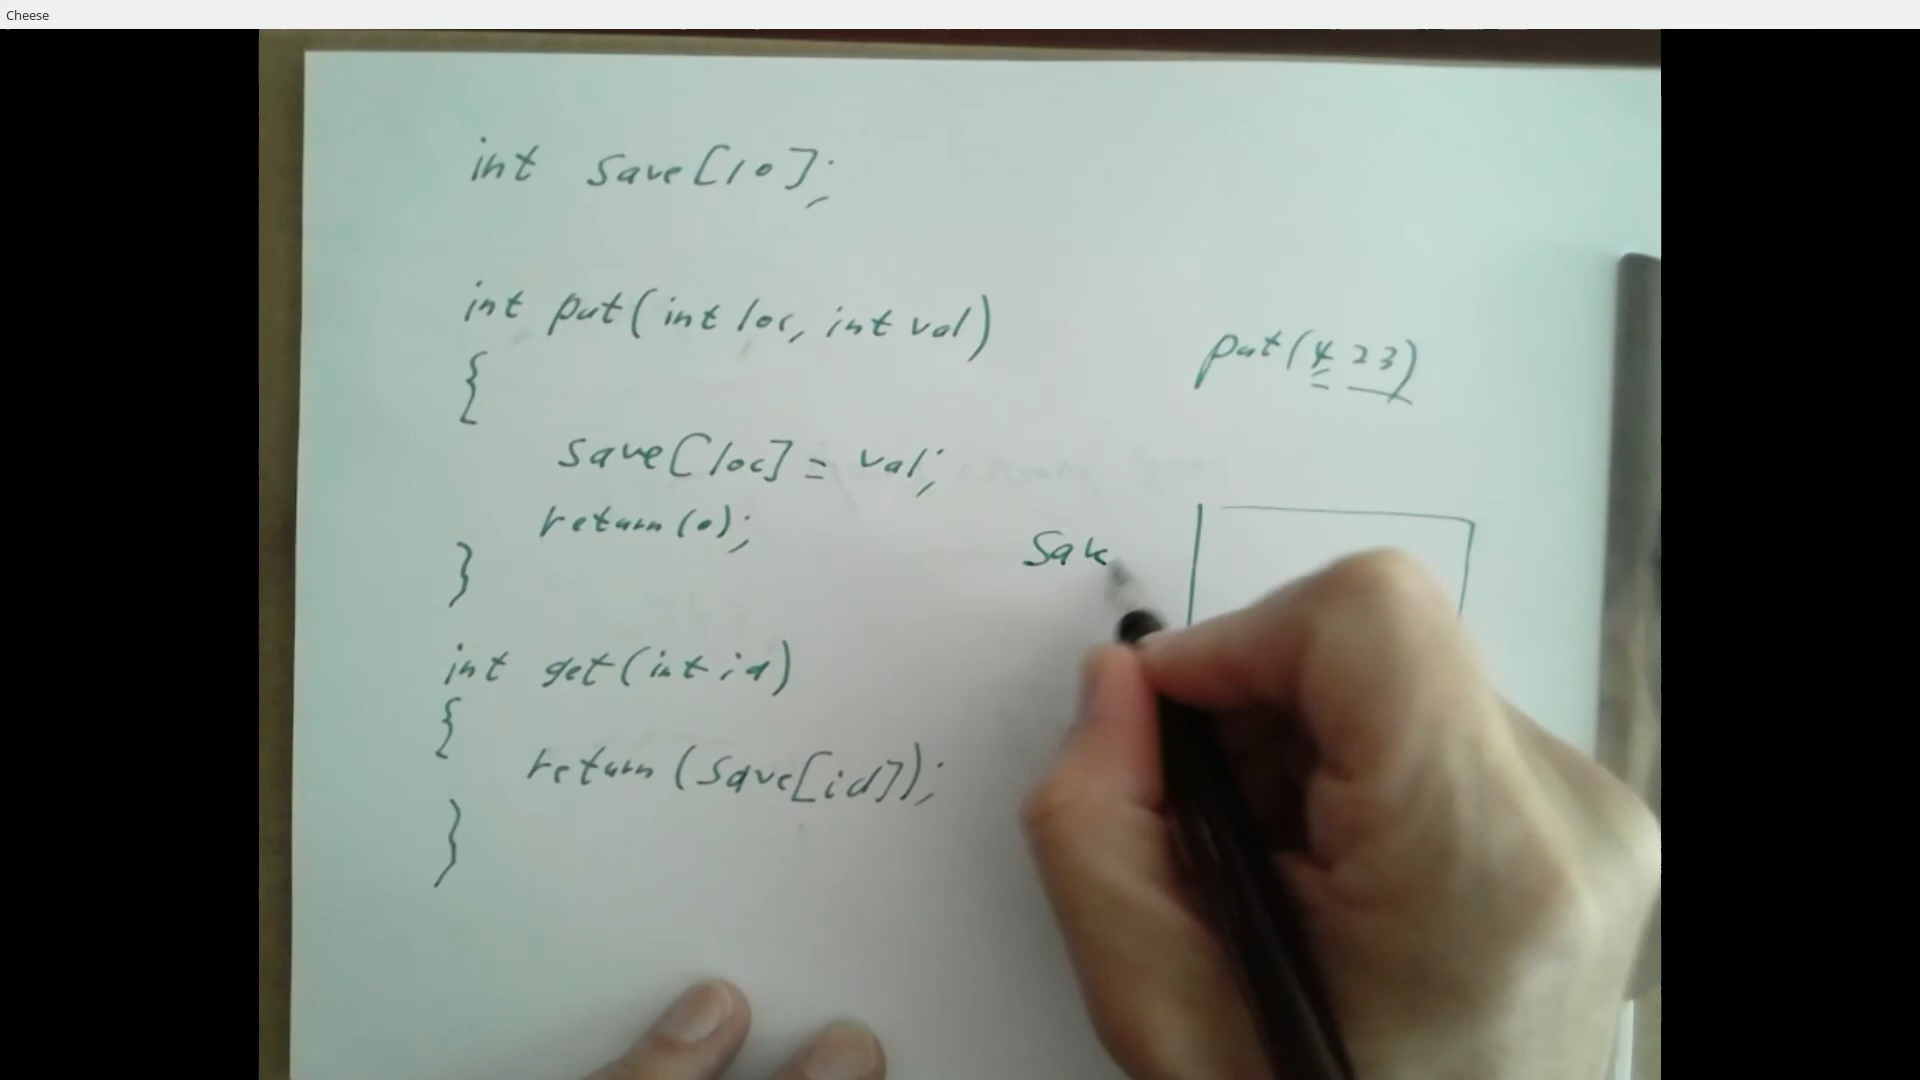 Cheese
int save[10];
int put(int loc, int val)
{
save[loc] = val;
return(0);
}
int get(int id)
{
return(save[id]);
}
put(4 23)
Sav